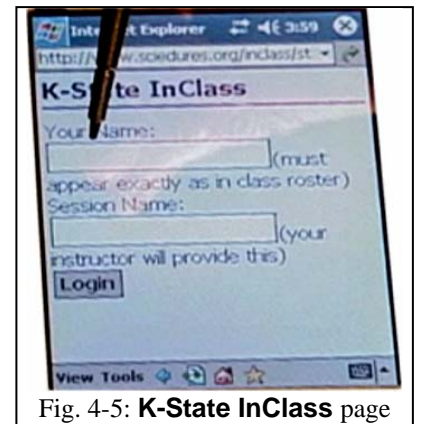 Explorer 3:59
http://www.sciedures.org/inclass/st
K-State InClass
Your Name:
(must
appear exactly as in class roster)
Session Name:
(your
instructor will provide this)
Login
View Tools
Fig. 4-5: K-State InClass page